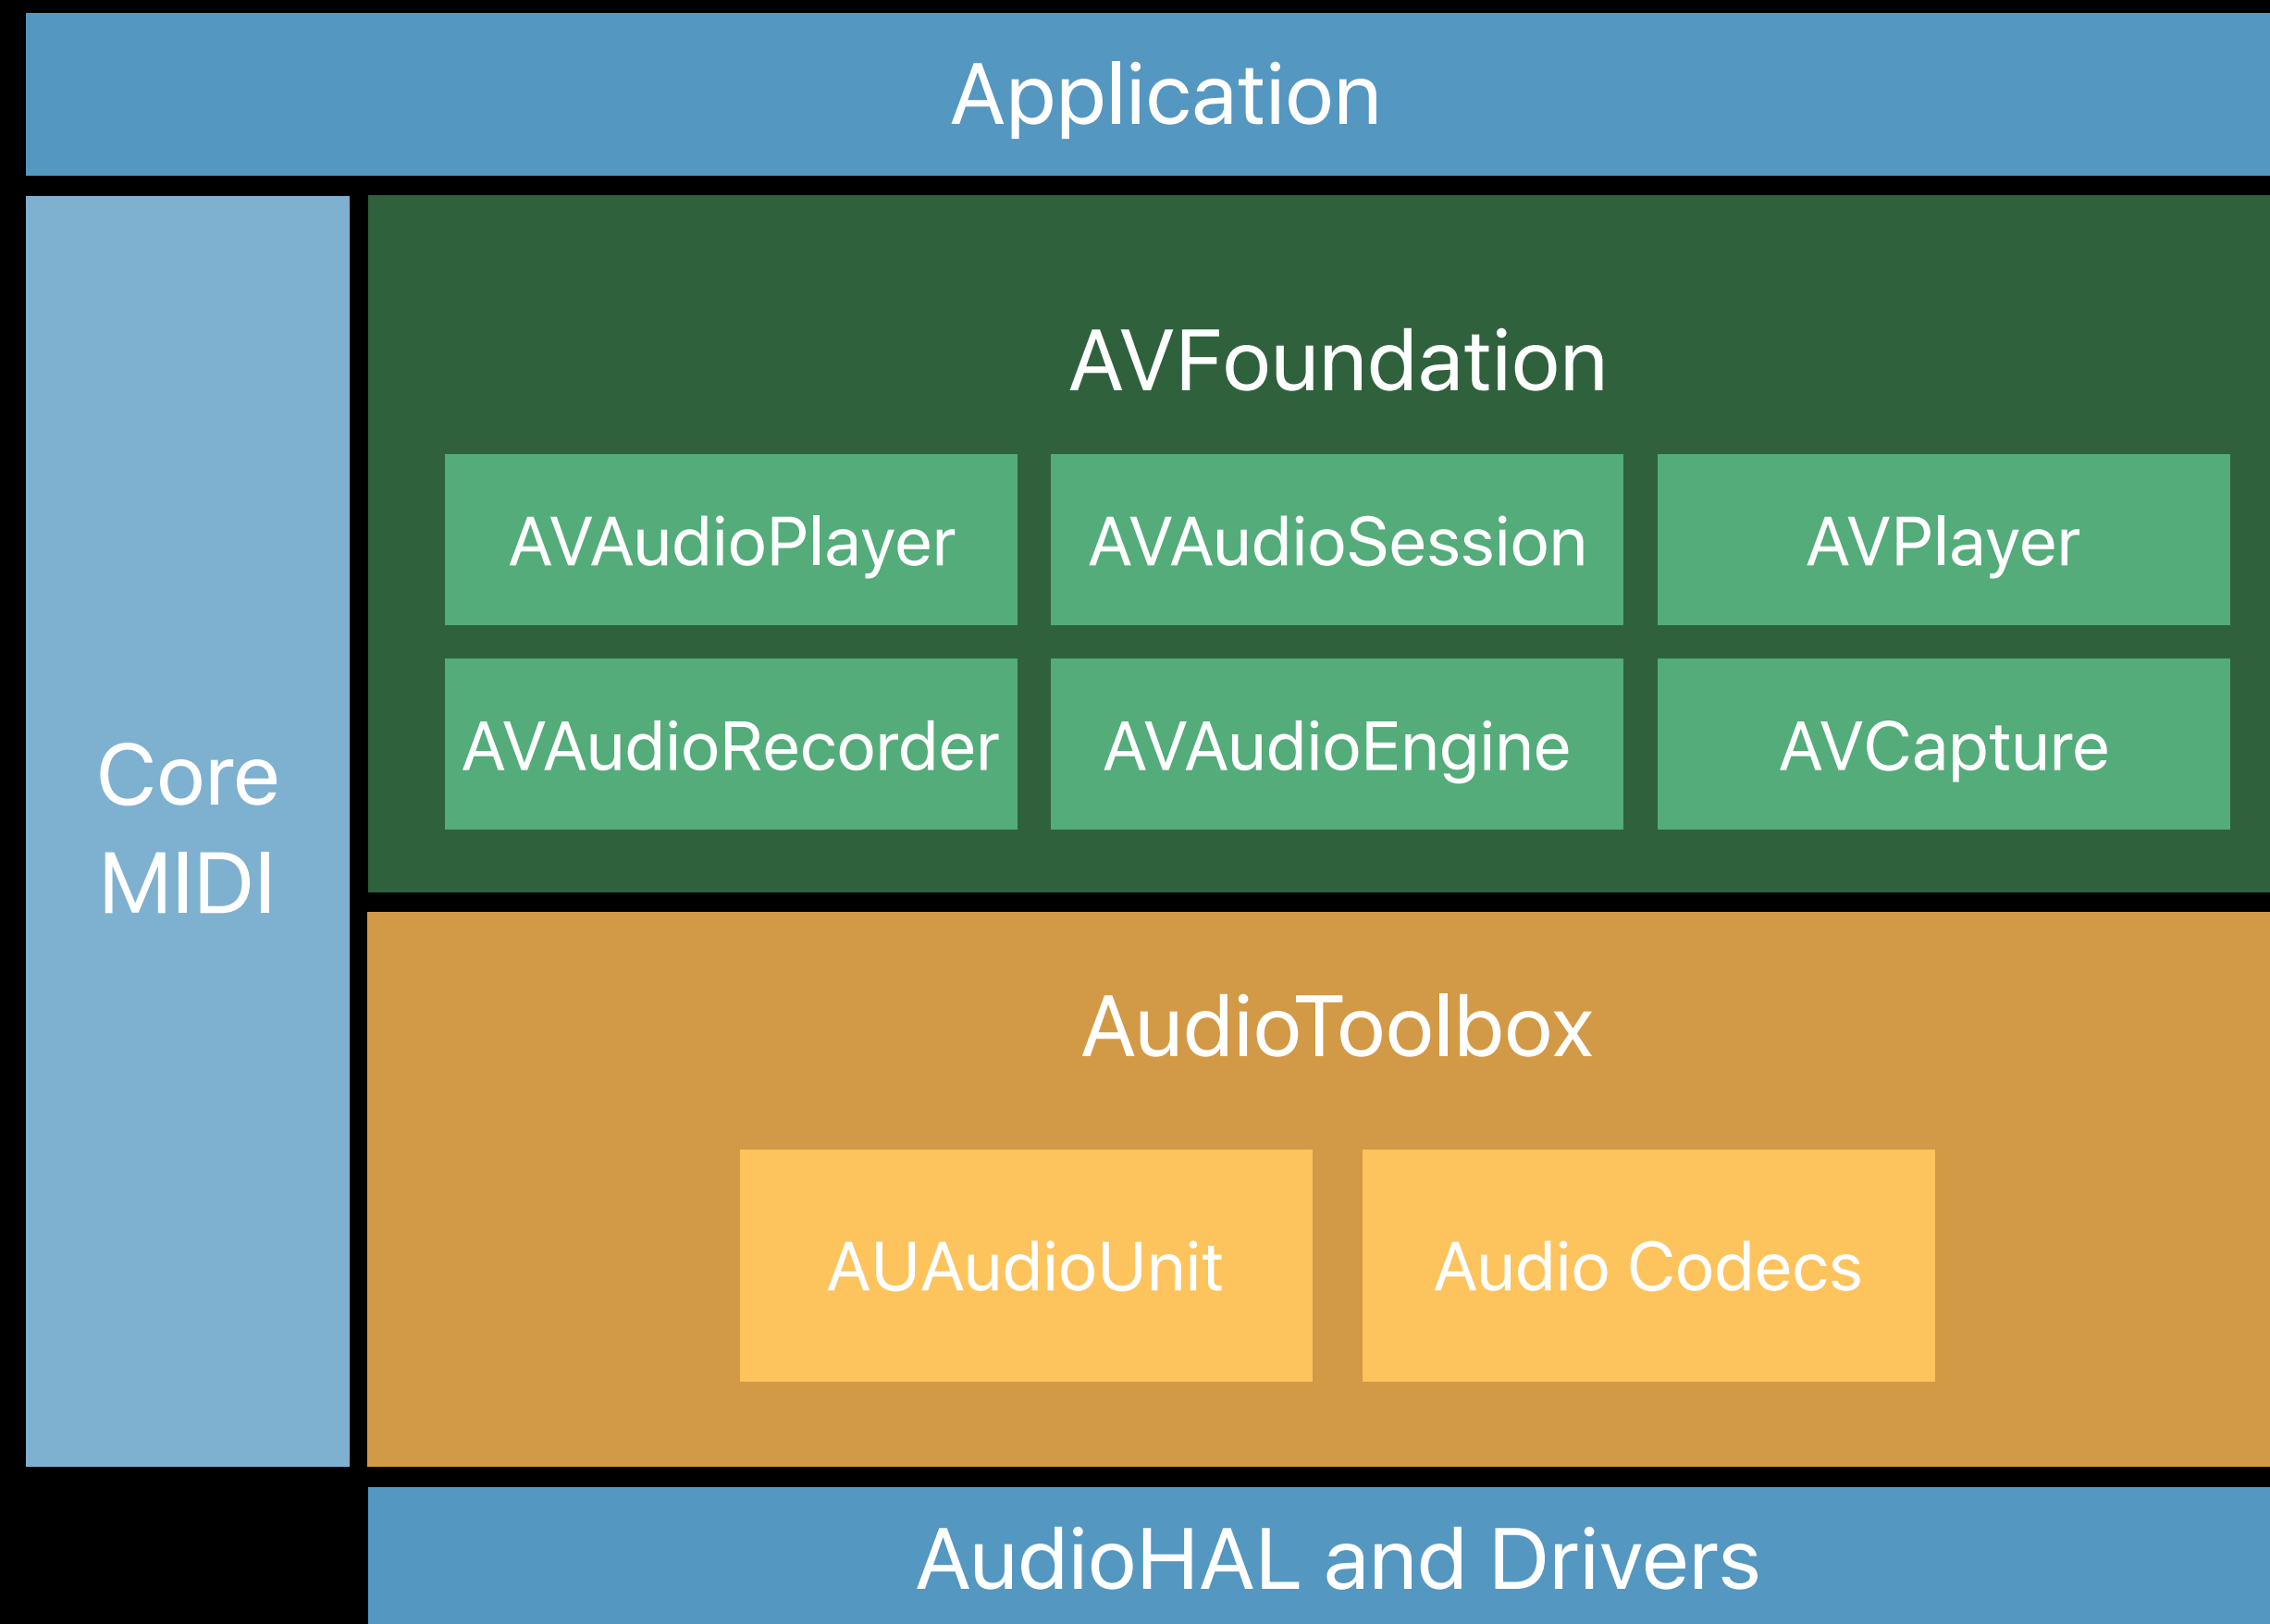 Application
Core
MIDI
AVFoundation
AVAudioPlayer
AVAudioSession
AVPlayer
AVAudioRecorder
AVAudioEngine
AVCapture
AudioToolbox
AUAudioUnit
Audio Codecs
AudioHAL and Drivers